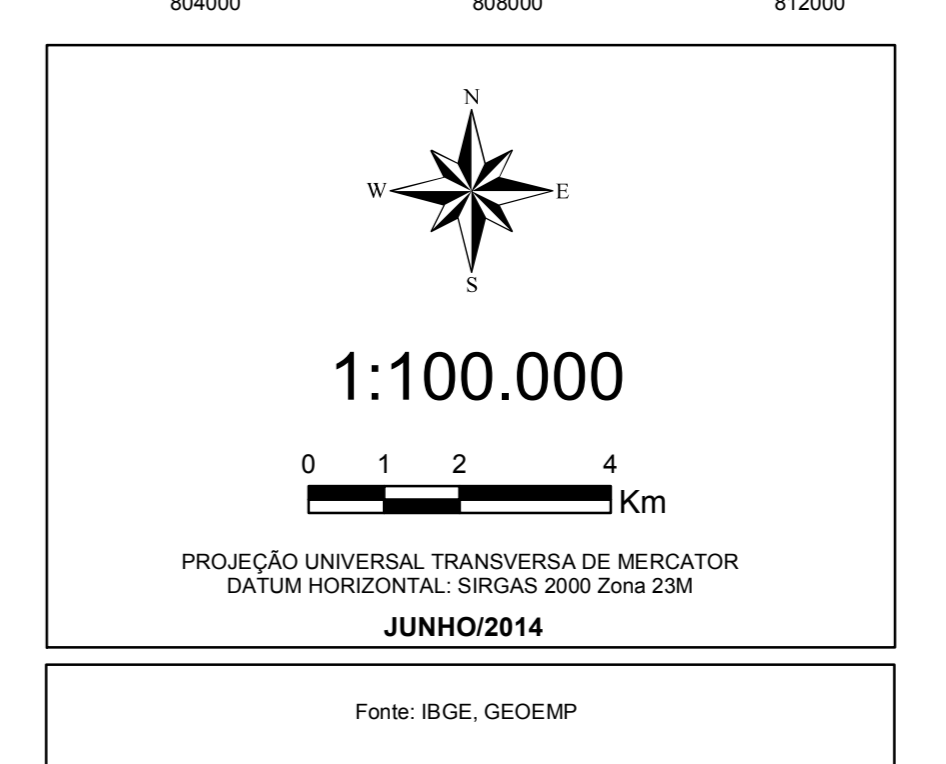 804000 808000 812000
N
W E
S
1:100.000
0 1 2 4
Km
PROJEÇÃO UNIVERSAL TRANSVERSA DE MERCATOR
DATUM HORIZONTAL: SIRGAS 2000 Zona 23M
JUNHO/2014
Fonte: IBGE, GEOEMP